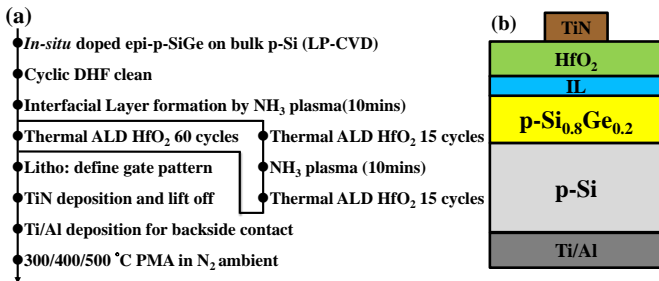 (a)
In-situ doped epi-p-SiGe on bulk p-Si (LP-CVD)
Cyclic DHF clean
Interfacial Layer formation by NH3 plasma(10mins)
Thermal ALD HfO2 60 cycles
Thermal ALD HfO2 15 cycles
Litho: define gate pattern
NH3 plasma (10mins)
TiN deposition and lift off
Thermal ALD HfO2 15 cycles
Ti/Al deposition for backside contact
300/400/500 °C PMA in N2 ambient
(b)
TiN
HfO2
IL
p-Si0.8Ge0.2
p-Si
Ti/Al